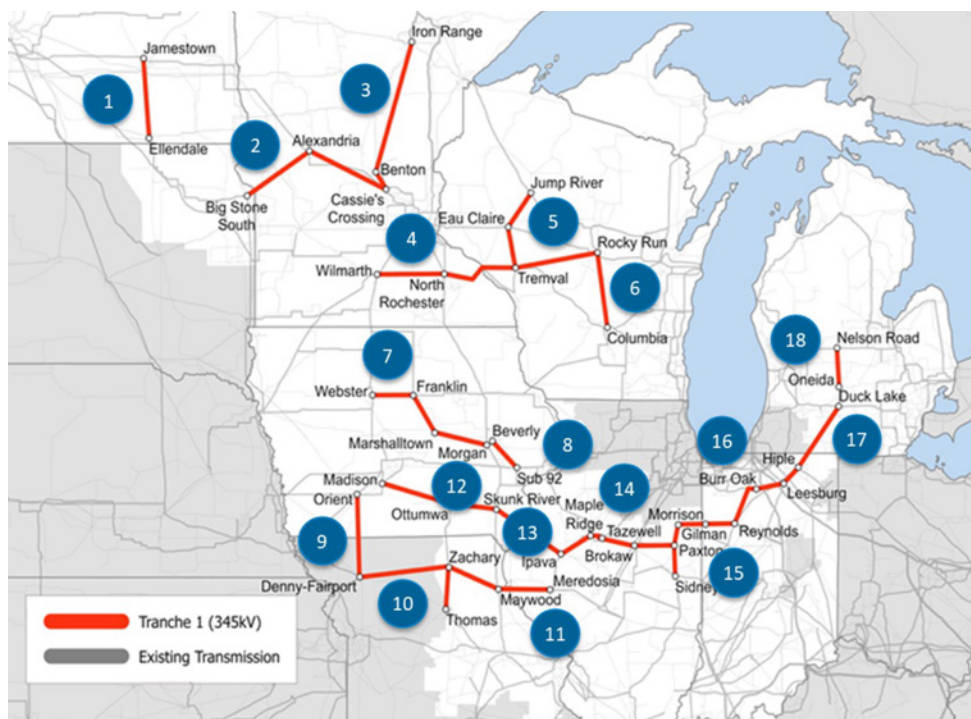 Iron Range
Jamestown
3
1
2
Alexandria
Ellendale
Benton
Jump River
Big Stone
South
Cassie's
Crossing
Eau Claire
5
4
Rocky Run
Wilmarth
North
Rochester
Tremval
6
Columbia
18
Nelson Road
7
Oneida
Webster
Franklin
Duck Lake
Beverly
Marshalltown
Morgan
8
16
17
Sub 92
Hiple
Madison
12
14
Burr Oak
Orient
Skunk River
Maple
Ridge
Leesburg
Ottumwa
Morrison
13
Tazewell
Gilman
Reynolds
9
Ipava
Brokaw
Paxton
Zachary
15
Denny-Fairport
Meredosia
Sidney
10
Maywood
Thomas
11
Tranche 1 (345kV)
Existing Transmission